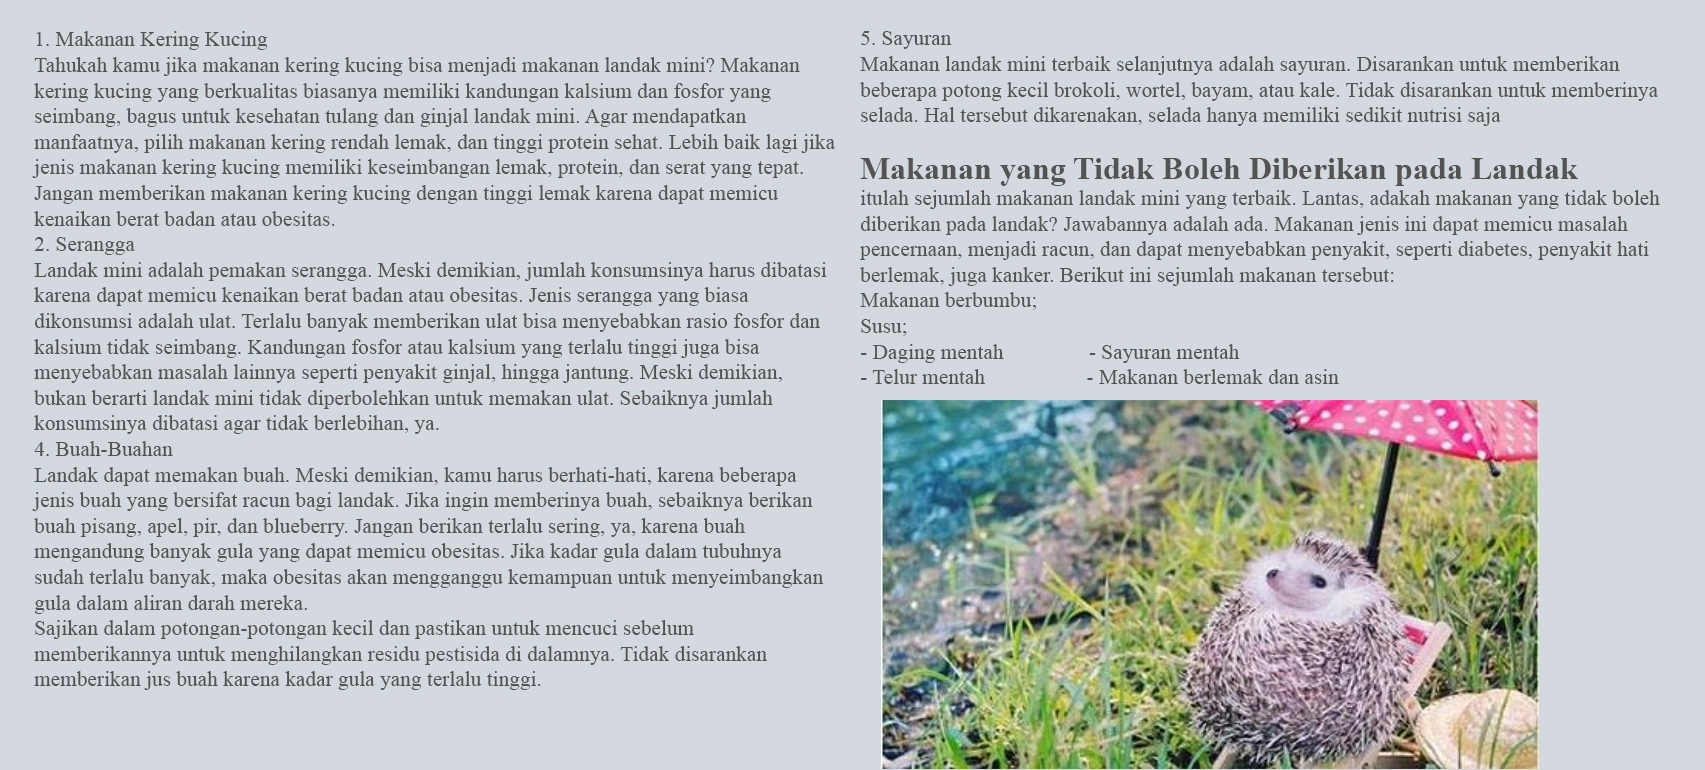 1. Makanan Kering Kucing
Tahukah kamu jika makanan kering kucing bisa menjadi makanan landak mini? Makanan
kering kucing yang berkualitas biasanya memiliki kandungan kalsium dan fosfor yang
seimbang, bagus untuk kesehatan tulang dan ginjal landak mini. Agar mendapatkan
manfaatnya, pilih makanan kering rendah lemak, dan tinggi protein sehat. Lebih baik lagi jika
jenis makanan kering kucing memiliki keseimbangan lemak, protein, dan serat yang tepat.
Jangan memberikan makanan kering kucing dengan tinggi lemak karena dapat memicu
kenaikan berat badan atau obesitas.
2. Serangga
Landak mini adalah pemakan serangga. Meski demikian, jumlah konsumsinya harus dibatasi
karena dapat memicu kenaikan berat badan atau obesitas. Jenis serangga yang biasa
dikonsumsi adalah ulat. Terlalu banyak memberikan ulat bisa menyebabkan rasio fosfor dan
kalsium tidak seimbang. Kandungan fosfor atau kalsium yang terlalu tinggi juga bisa
menyebabkan masalah lainnya seperti penyakit ginjal, hingga jantung. Meski demikian,
bukan berarti landak mini tidak diperbolehkan untuk memakan ulat. Sebaiknya jumlah
konsumsinya dibatasi agar tidak berlebihan, ya.
4. Buah-Buahan
Landak dapat memakan buah. Meski demikian, kamu harus berhati-hati, karena beberapa
jenis buah yang bersifat racun bagi landak. Jika ingin memberinya buah, sebaiknya berikan
buah pisang, apel, pir, dan blueberry. Jangan berikan terlalu sering, ya, karena buah
mengandung banyak gula yang dapat memicu obesitas. Jika kadar gula dalam tubuhnya
sudah terlalu banyak, maka obesitas akan mengganggu kemampuan untuk menyeimbangkan
gula dalam aliran darah mereka.
Sajikan dalam potongan-potongan kecil dan pastikan untuk mencuci sebelum
memberikannya untuk menghilangkan residu pestisida di dalamnya. Tidak disarankan
memberikan jus buah karena kadar gula yang terlalu tinggi.
5. Sayuran
Makanan landak mini terbaik selanjutnya adalah sayuran. Disarankan untuk memberikan
beberapa potong kecil brokoli, wortel, bayam, atau kale. Tidak disarankan untuk memberinya
selada. Hal tersebut dikarenakan, selada hanya memiliki sedikit nutrisi saja
Makanan yang Tidak Boleh Diberikan pada Landak
itulah sejumlah makanan landak mini yang terbaik. Lantas, adakah makanan yang tidak boleh
diberikan pada landak? Jawabannya adalah ada. Makanan jenis ini dapat memicu masalah
pencernaan, menjadi racun, dan dapat menyebabkan penyakit, seperti diabetes, penyakit hati
berlemak, juga kanker. Berikut ini sejumlah makanan tersebut:
Makanan berbumbu;
Susu;
- Daging mentah - Sayuran mentah
- Telur mentah - Makanan berlemak dan asin